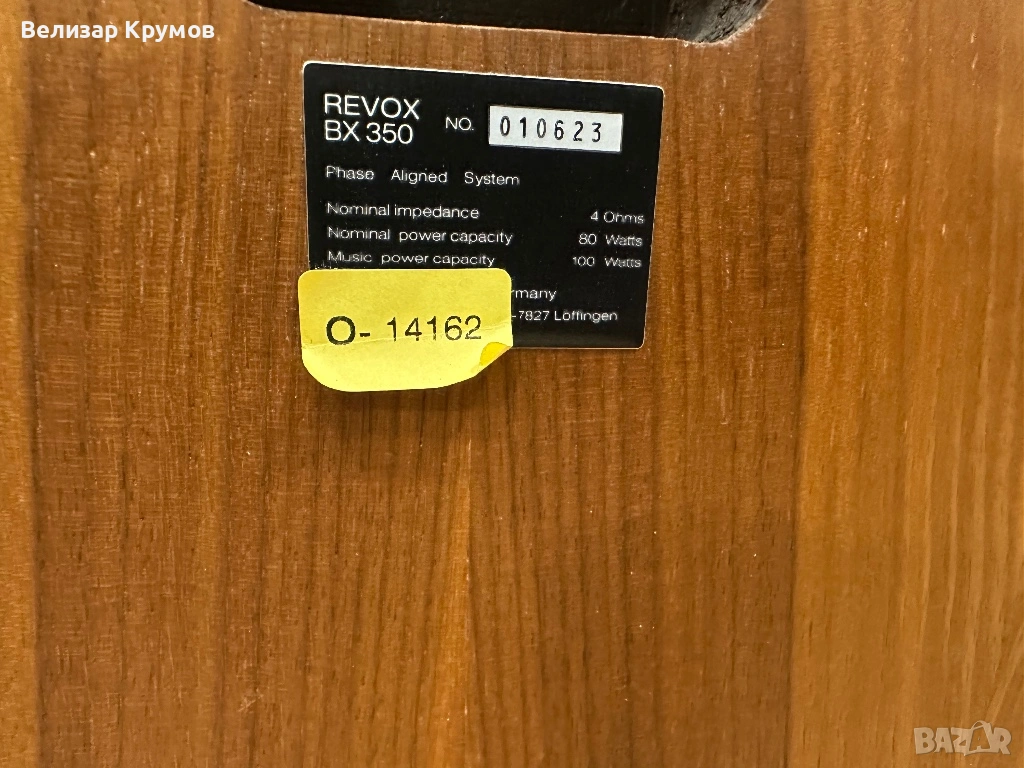 Велизар Крумов
REVOX
BX 350
NO. 010623
Phase Aligned System
Nominal impedance 4 Ohms
Nominal power capacity 80 Watts
Music power capacity 100 Watts
-7827 Löffingen
O- 14162
BAZAR